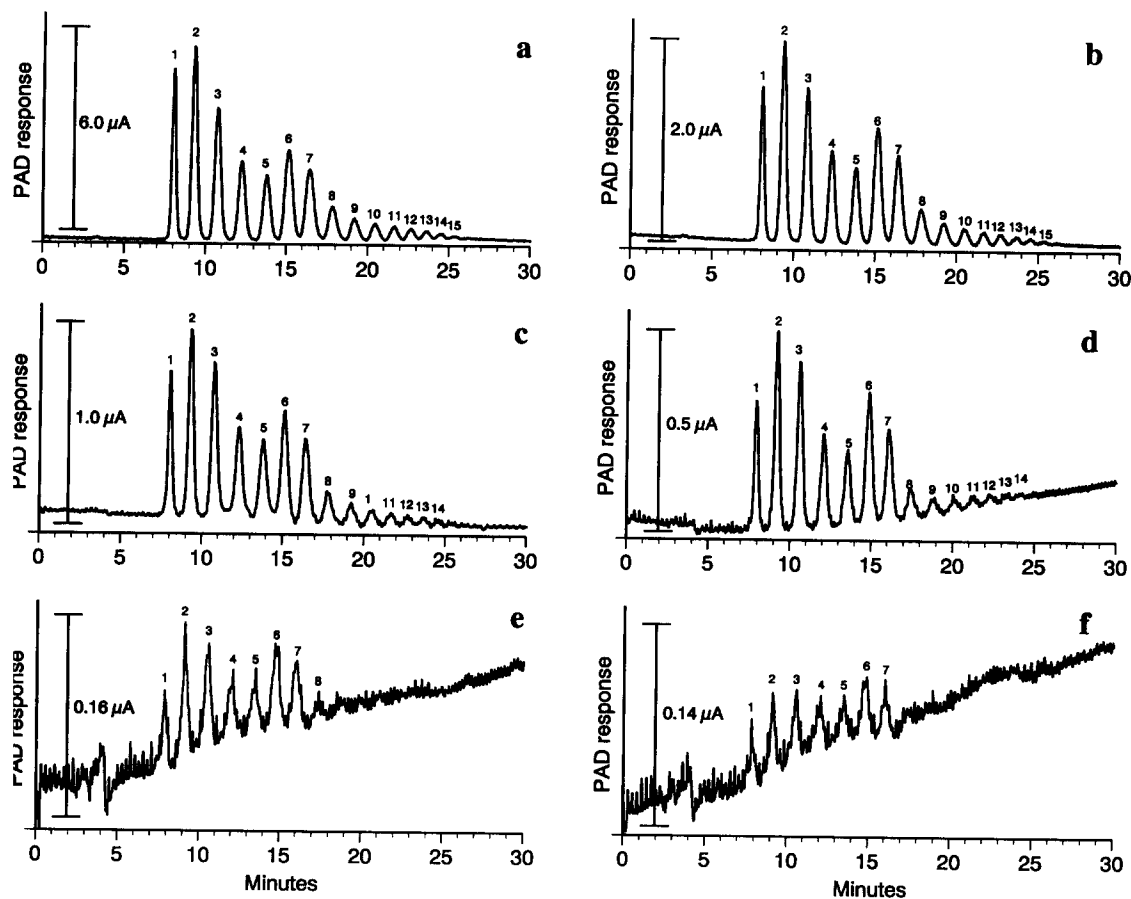 a
PAD response
6.0 µA
1 2 3 4 5 6 7 8 9 10 11 12 13 14 15
0 5 10 15 20 25 30
b
PAD response
2.0 µA
1 2 3 4 5 6 7 8 9 10 11 12 13 14 15
0 5 10 15 20 25 30
c
PAD response
1.0 µA
1 2 3 4 5 6 7 8 9 1 11 12 13 14
0 5 10 15 20 25 30
d
PAD response
0.5 µA
1 2 3 4 5 6 7 8 9 10 11 12 13 14
0 5 10 15 20 25 30
e
PAD response
0.16 µA
1 2 3 4 5 6 7 8
0 5 10 15 20 25 30
Minutes
f
PAD response
0.14 µA
1 2 3 4 5 6 7
0 5 10 15 20 25 30
Minutes